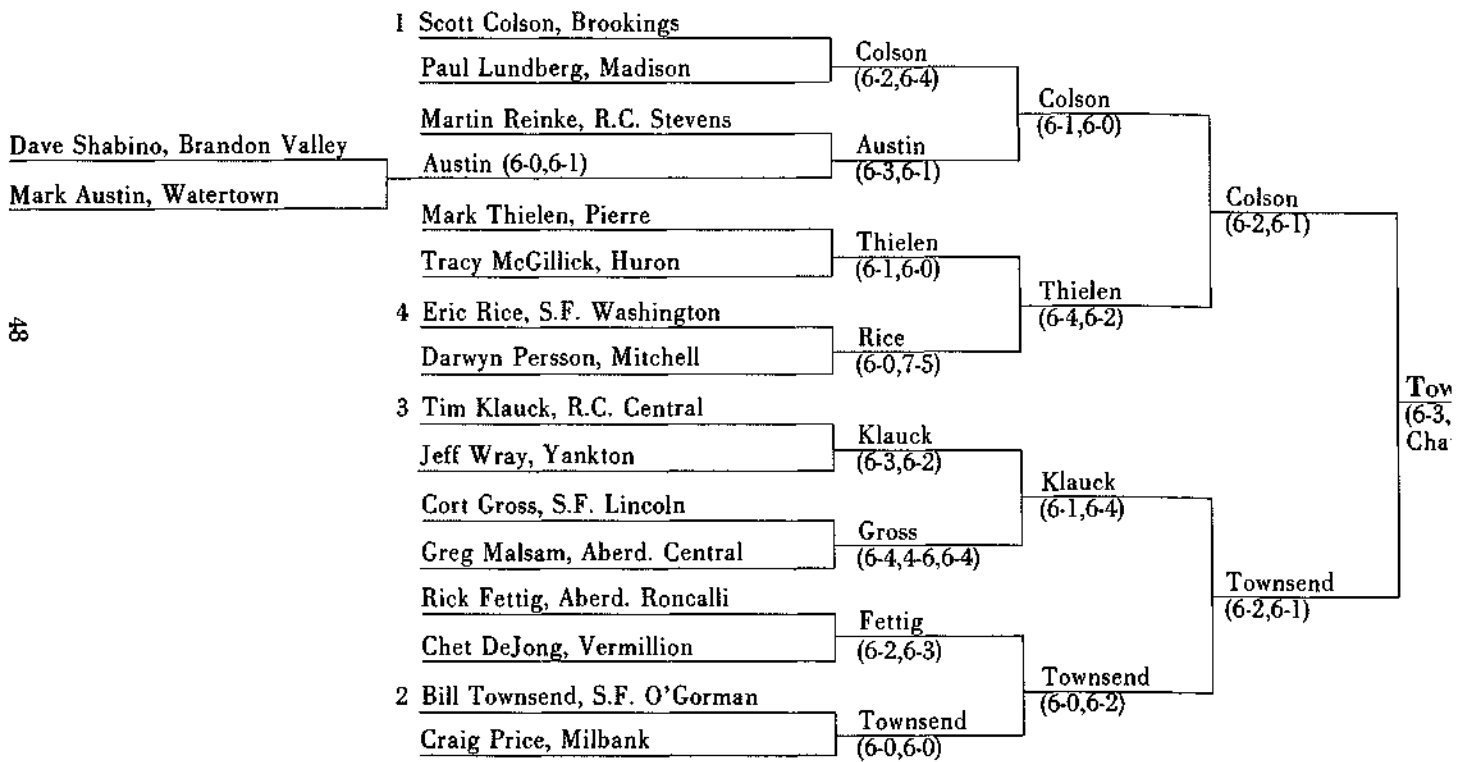 1 Scott Colson, Brookings
Paul Lundberg, Madison
Martin Reinke, R.C. Stevens
Austin (6-0,6-1)
Dave Shabino, Brandon Valley
Mark Austin, Watertown
Mark Thielen, Pierre
Tracy McGillick, Huron
4 Eric Rice, S.F. Washington
Darwyn Persson, Mitchell
3 Tim Klauck, R.C. Central
Jeff Wray, Yankton
Cort Gross, S.F. Lincoln
Greg Malsam, Aberd. Central
Rick Fettig, Aberd. Roncalli
Chet DeJong, Vermillion
2 Bill Townsend, S.F. O'Gorman
Craig Price, Milbank
Colson
(6-2,6-4)
Austin
(6-3,6-1)
Thielen
(6-1,6-0)
Rice
(6-0,7-5)
Klauck
(6-3,6-2)
Gross
(6-4,4-6,6-4)
Fettig
(6-2,6-3)
Townsend
(6-0,6-0)
Colson
(6-1,6-0)
Thielen
(6-4,6-2)
Klauck
(6-1,6-4)
Townsend
(6-0,6-2)
Colson
(6-2,6-1)
Townsend
(6-2,6-1)
(6-3,
48